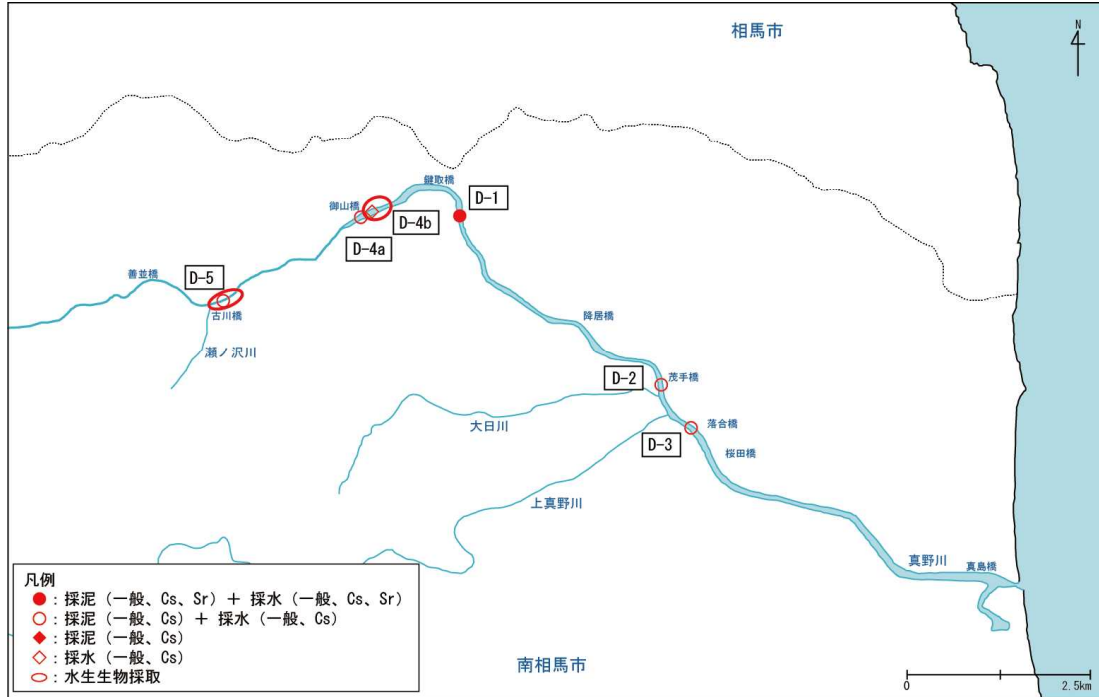 相馬市
N
鍵取橋
D-1
御山橋
D-4b
D-4a
善並橋
D-5
古川橋
瀬ノ沢川
降居橋
D-2
茂手橋
大日川
落合橋
D-3
桜田橋
上真野川
真野川
真島橋
南相馬市
凡例
：採泥（一般、Cs、Sr）＋ 採水（一般、Cs、Sr）
：採泥（一般、Cs）＋ 採水（一般、Cs）
：採泥（一般、Cs）
：採水（一般、Cs）
：水生生物採取
0 2.5km